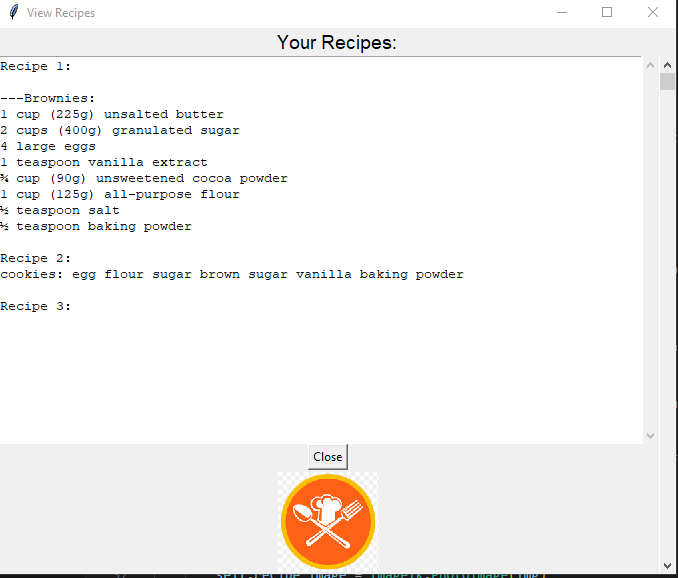 View Recipes
Your Recipes:
Recipe 1:
---Brownies:
1 cup (225g) unsalted butter
2 cups (400g) granulated sugar
4 large eggs
1 teaspoon vanilla extract
¾ cup (90g) unsweetened cocoa powder
1 cup (125g) all-purpose flour
½ teaspoon salt
½ teaspoon baking powder
Recipe 2:
cookies: egg flour sugar brown sugar vanilla baking powder
Recipe 3:
Close